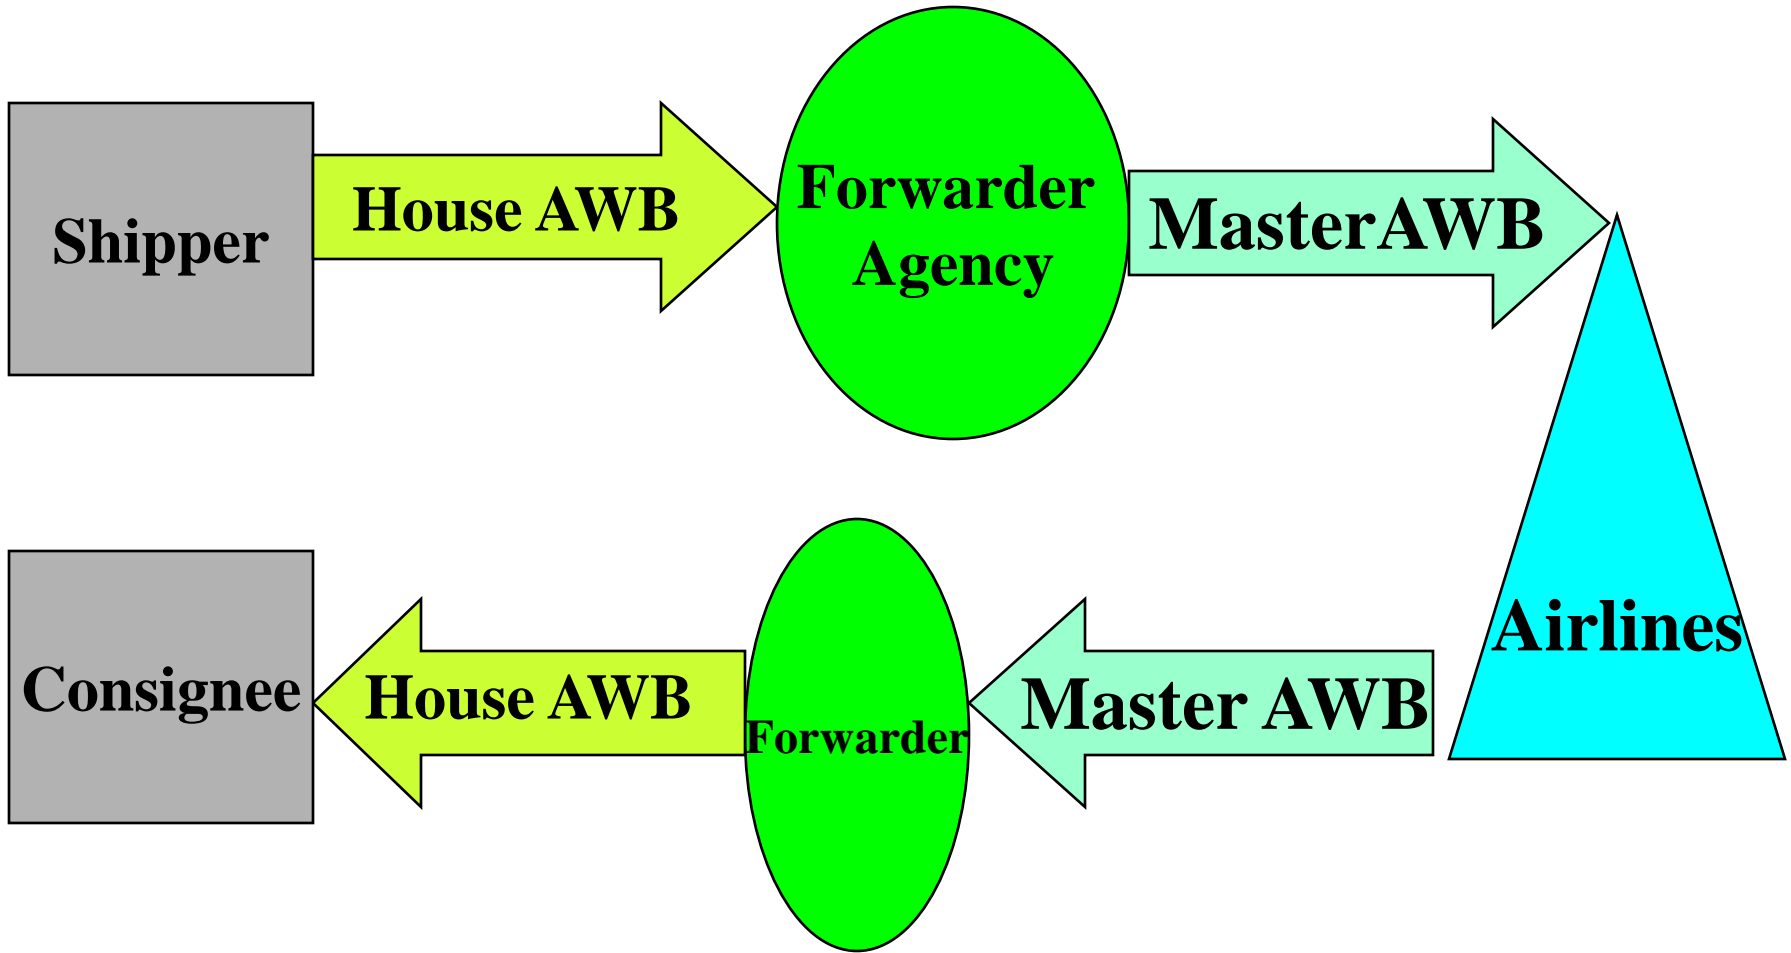 Shipper
House AWB
Forwarder
Agency
MasterAWB
Airlines
Consignee
House AWB
Forwarder
Master AWB